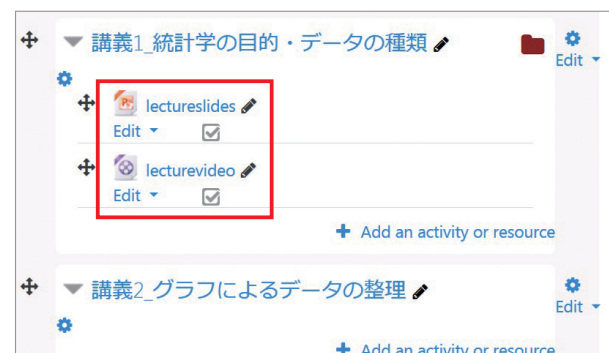 講義1_統計学の目的・データの種類
Edit
lectureslides
Edit
lecturevideo
Edit
Add an activity or resource
講義2_グラフによるデータの整理
Edit
Add an activity or resource